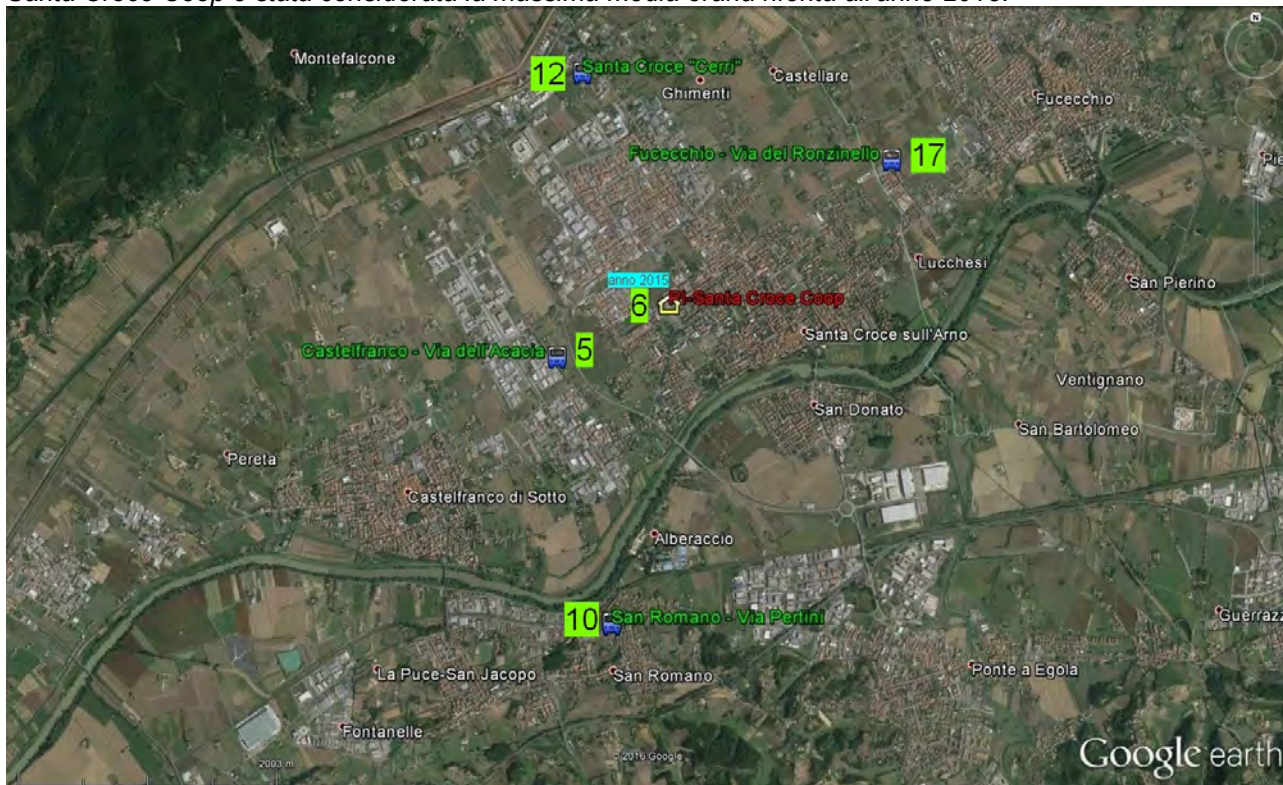 Santa Croce Coop è stata considerata la massima media oraria riferita all'anno 2015.
N
Montefalcone
12 Santa Croce "Cerri"
Castellare
Ghimenti
Fucecchio
Fucecchio - Via del Ronzinello 17
Pie
Lucchesi
San Pierino
anno 2015
6 PI-Santa Croce Coop
Santa Croce sull'Arno
Castelfranco - Via dell'Acacia 5
Ventignano
San Donato
San Bartolomeo
Pereta
Castelfranco di Sotto
Alberaccio
10 San Romano - Via Pertini
Guerrazz
La Puce-San Jacopo
San Romano
Ponte a Egola
Fontanelle
2003 m
© 2016 Google
Google earth